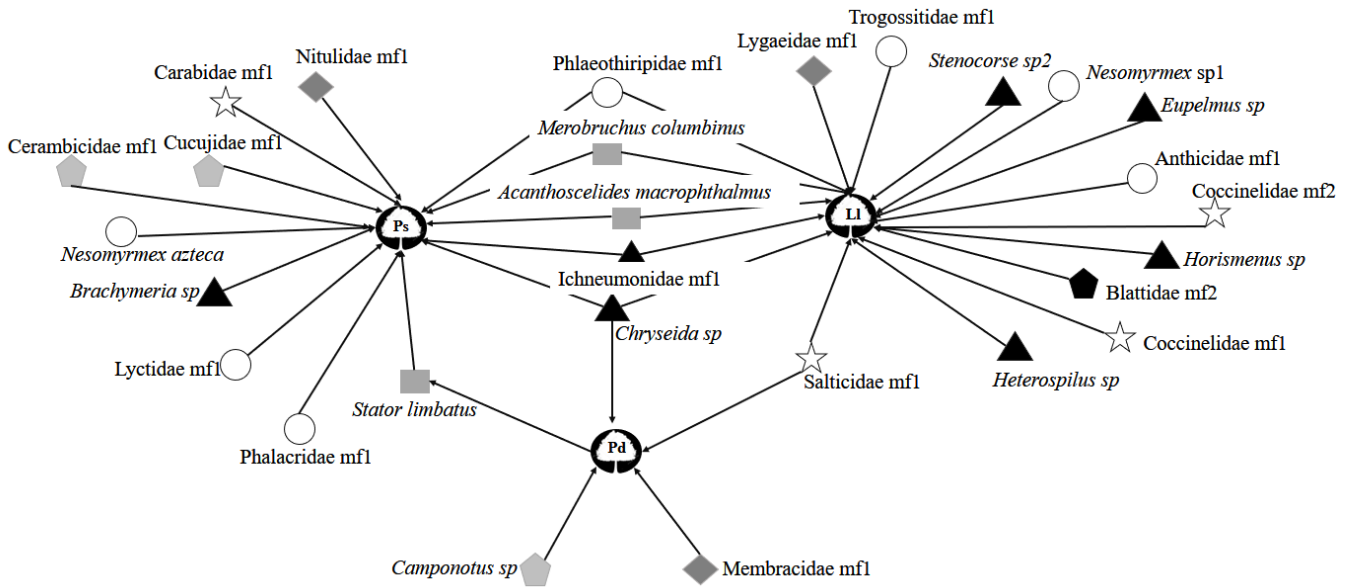 Trogossitidae mf1
Nitulidae mf1
Phlaeothiripidae mf1
Lygaeidae mf1
Stenocorse sp2
Carabidae mf1
Nesomyrmex sp1
Eupelmus sp
Merobruchus columbinus
Cerambicidae mf1
Cucujidae mf1
Anthicidae mf1
Acanthoscelides macrophthalmus
Coccinelidae mf2
Ps
Ll
Nesomyrmex azteca
Ichneumonidae mf1
Horismenus sp
Brachymeria sp
Blattidae mf2
Chryseida sp
Coccinelidae mf1
Lyctidae mf1
Salticidae mf1
Heterospilus sp
Stator limbatus
Phalacridae mf1
Pd
Camponotus sp
Membracidae mf1